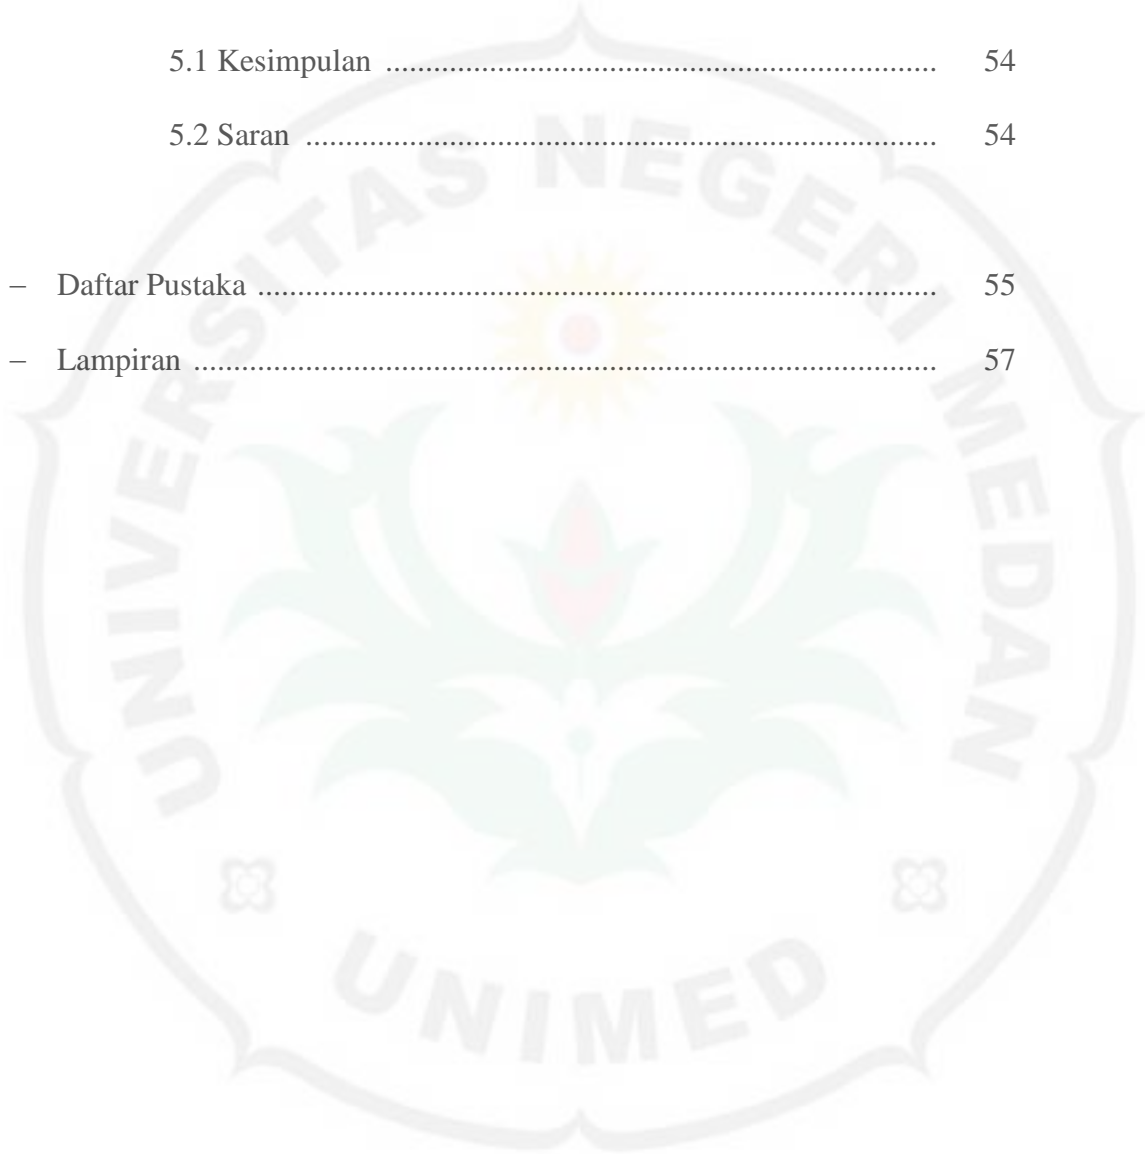 5.1 Kesimpulan ..................................................................... 54
5.2 Saran ............................................................................... 54
– Daftar Pustaka ..................................................................................... 55
– Lampiran ............................................................................................. 57
UNIVERSITAS NEGERI MEDAN
UNIMED